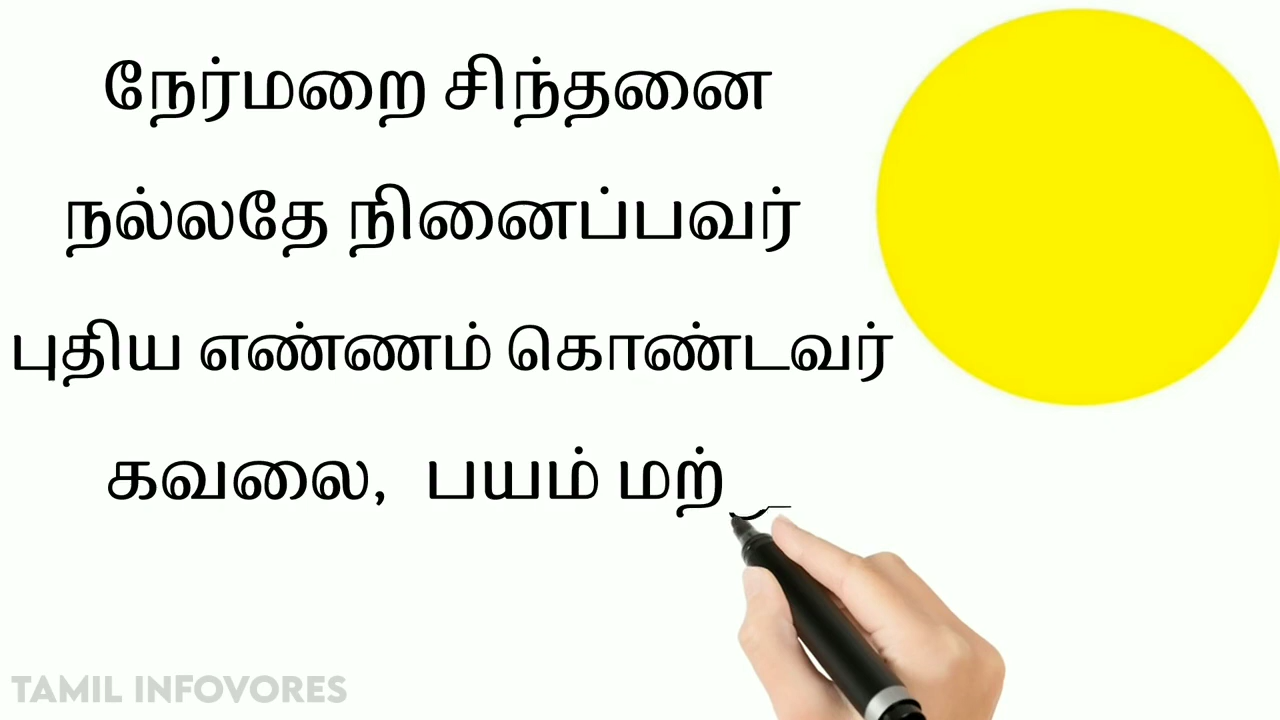 நேர்மறை சிந்தனை
நல்லதே நினைப்பவர்
புதிய எண்ணம் கொண்டவர்
கவலை, பயம் மற்
TAMIL INFOVORES